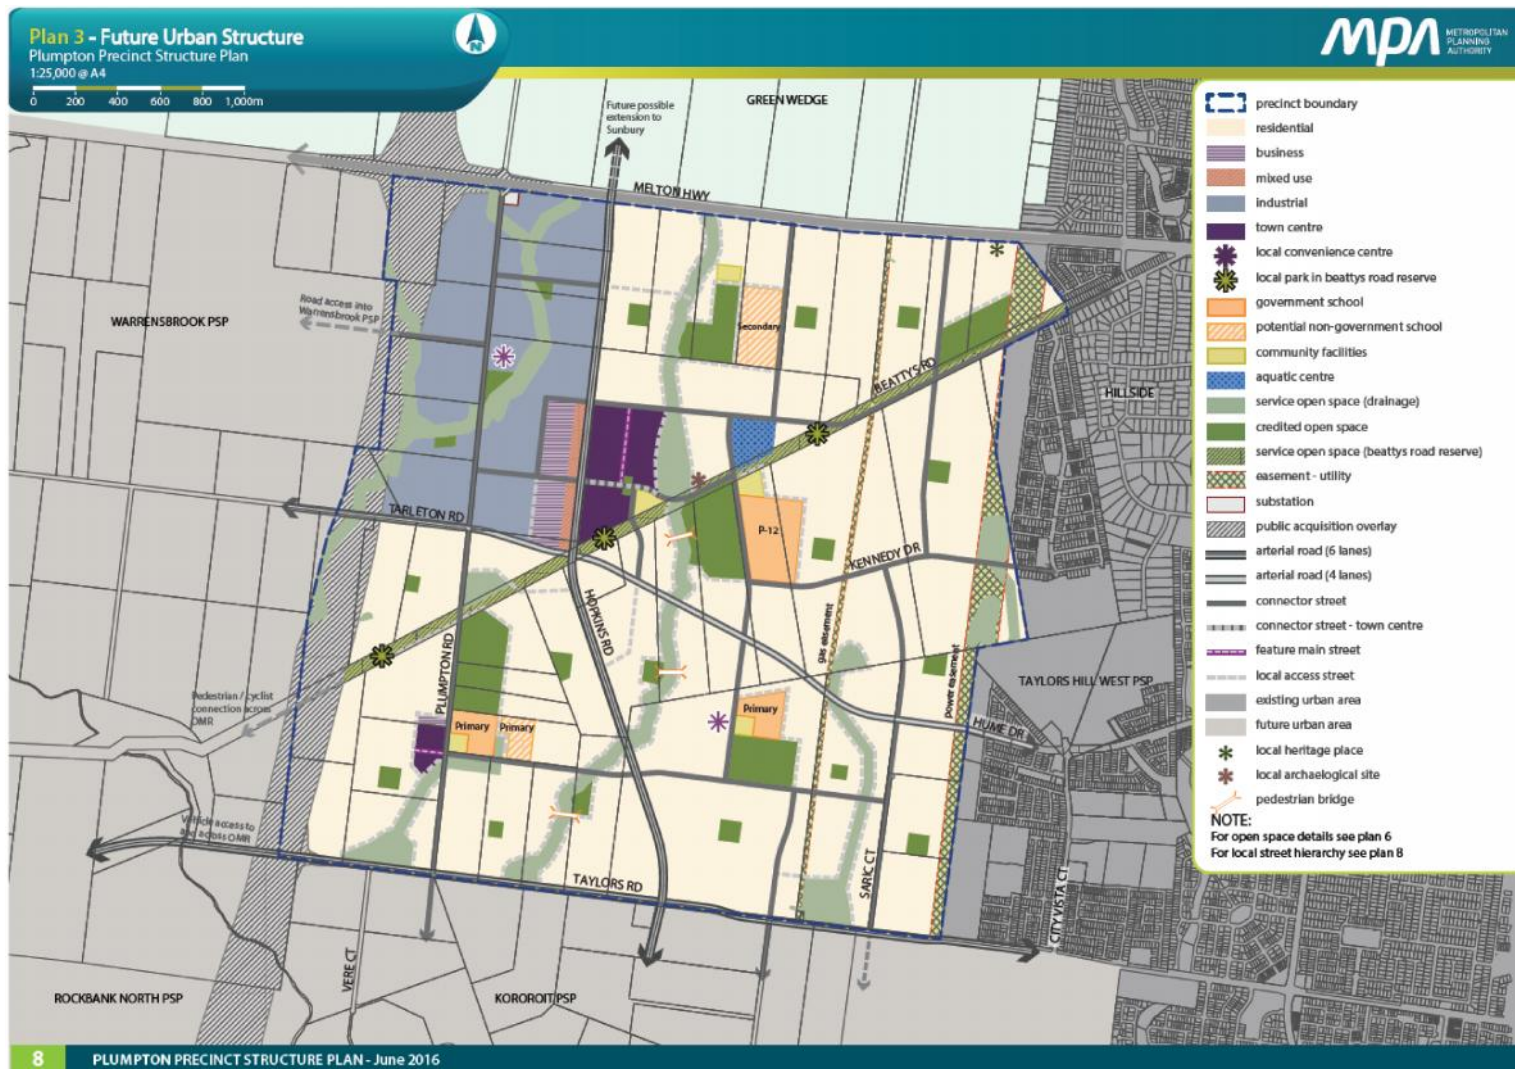 Plan 3 - Future Urban Structure
Plumpton Precinct Structure Plan
1:25,000 @ A4
0 200 400 600 800 1,000m
N
mpa METROPOLITAN
PLANNING
AUTHORITY
GREEN WEDGE
Future possible
extension to
Sunbury
MELTON HWY
Road access into
Warrensbrook PSP
WARRENSBROOK PSP
Secondary
BEATTYS RD
HILLSIDE
TARLETON RD
P-12
KENNEDY DR
HOPKINS RD
gas easement
PLUMPTON RD
power easement
TAYLORS HILL WEST PSP
Pedestrian / cyclist
connection across
OMR
Primary
Primary
Primary
HUME DR
Vehicle access to
and across OMR
TAYLORS RD
SARIC CT
CITY VISTA CT
VERE CT
ROCKBANK NORTH PSP
KOROROIT PSP
precinct boundary
residential
business
mixed use
industrial
town centre
local convenience centre
local park in beattys road reserve
government school
potential non-government school
community facilities
aquatic centre
service open space (drainage)
credited open space
service open space (beattys road reserve)
easement - utility
substation
public acquisition overlay
arterial road (6 lanes)
arterial road (4 lanes)
connector street
connector street - town centre
feature main street
local access street
existing urban area
future urban area
local heritage place
local archaelogical site
pedestrian bridge
NOTE:
For open space details see plan 6
For local street hierarchy see plan 8
8 PLUMPTON PRECINCT STRUCTURE PLAN - June 2016